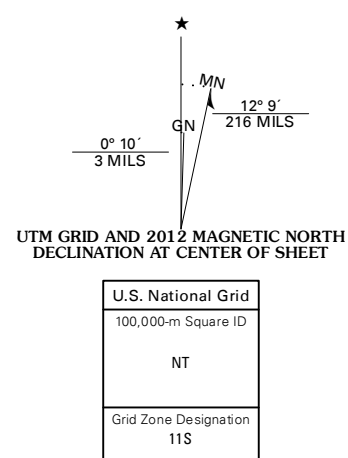 ★
MN
GN
12° 9´
216 MILS
0° 10´
3 MILS
UTM GRID AND 2012 MAGNETIC NORTH
DECLINATION AT CENTER OF SHEET
U.S. National Grid
100,000-m Square ID
NT
Grid Zone Designation
11S